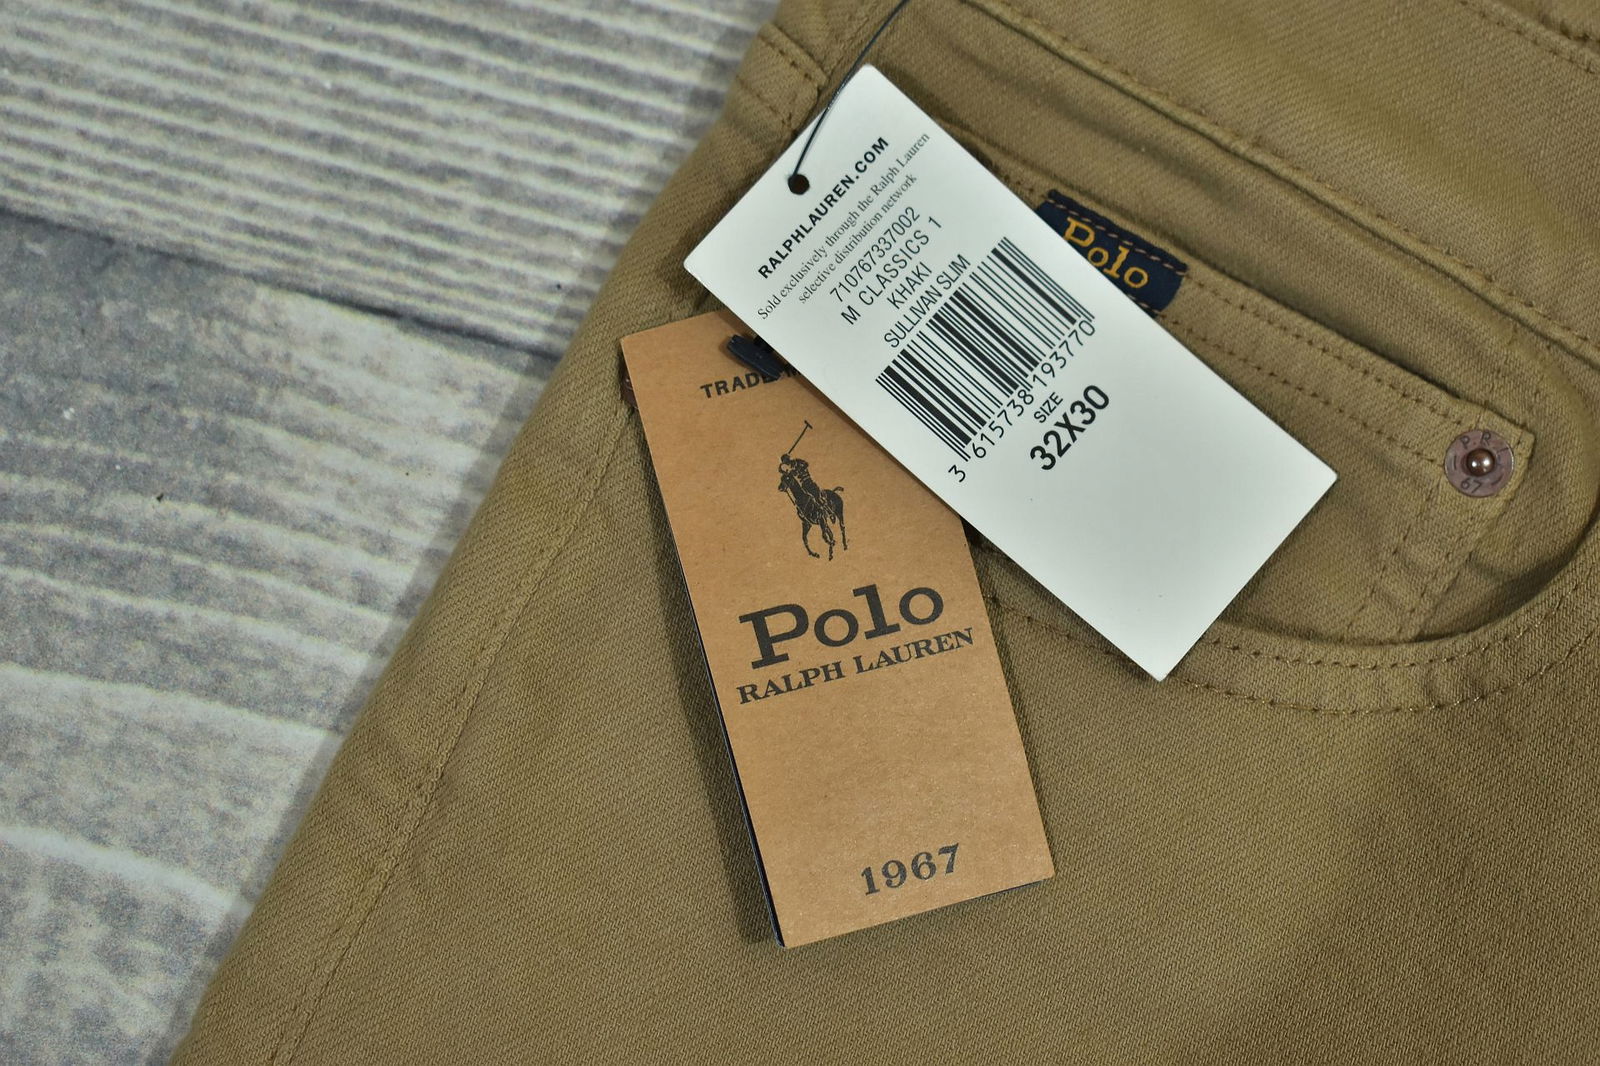 RALPHLAUREN.COM
Sold exclusively through the Ralph Lauren
selective distribution network
710767337002
M CLASSICS 1
KHAKI
SULLIVAN SLIM
3 615738 193770
SIZE
32X30
Polo
P.R
67
Polo
RALPH LAUREN
1967